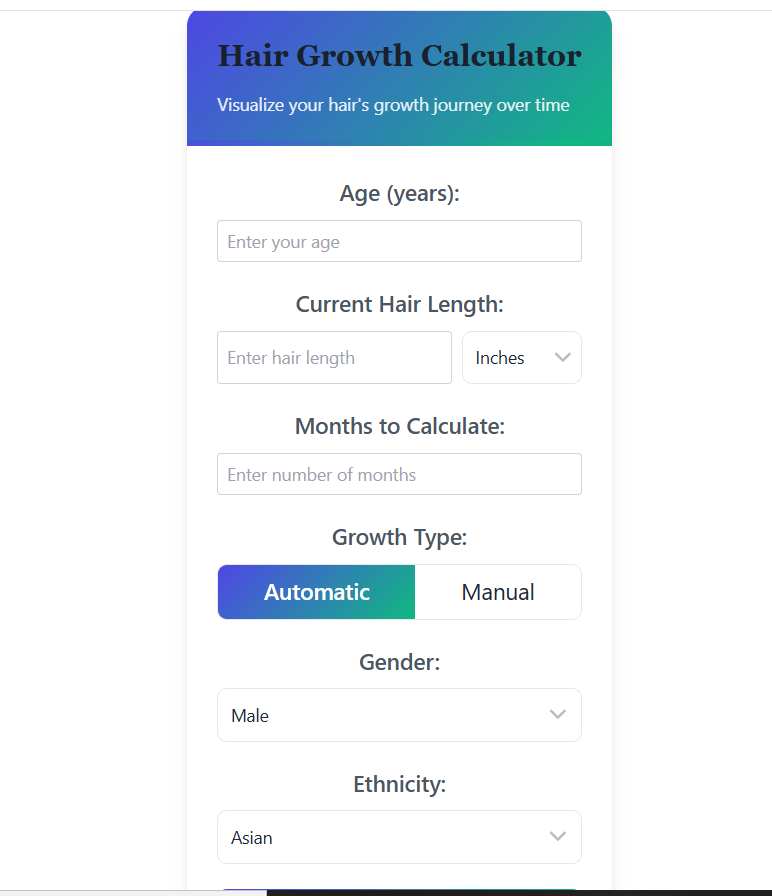 Hair Growth Calculator
Visualize your hair's growth journey over time
Age (years):
Enter your age
Current Hair Length:
Enter hair length
Inches
Months to Calculate:
Enter number of months
Growth Type:
Automatic
Manual
Gender:
Male
Ethnicity:
Asian